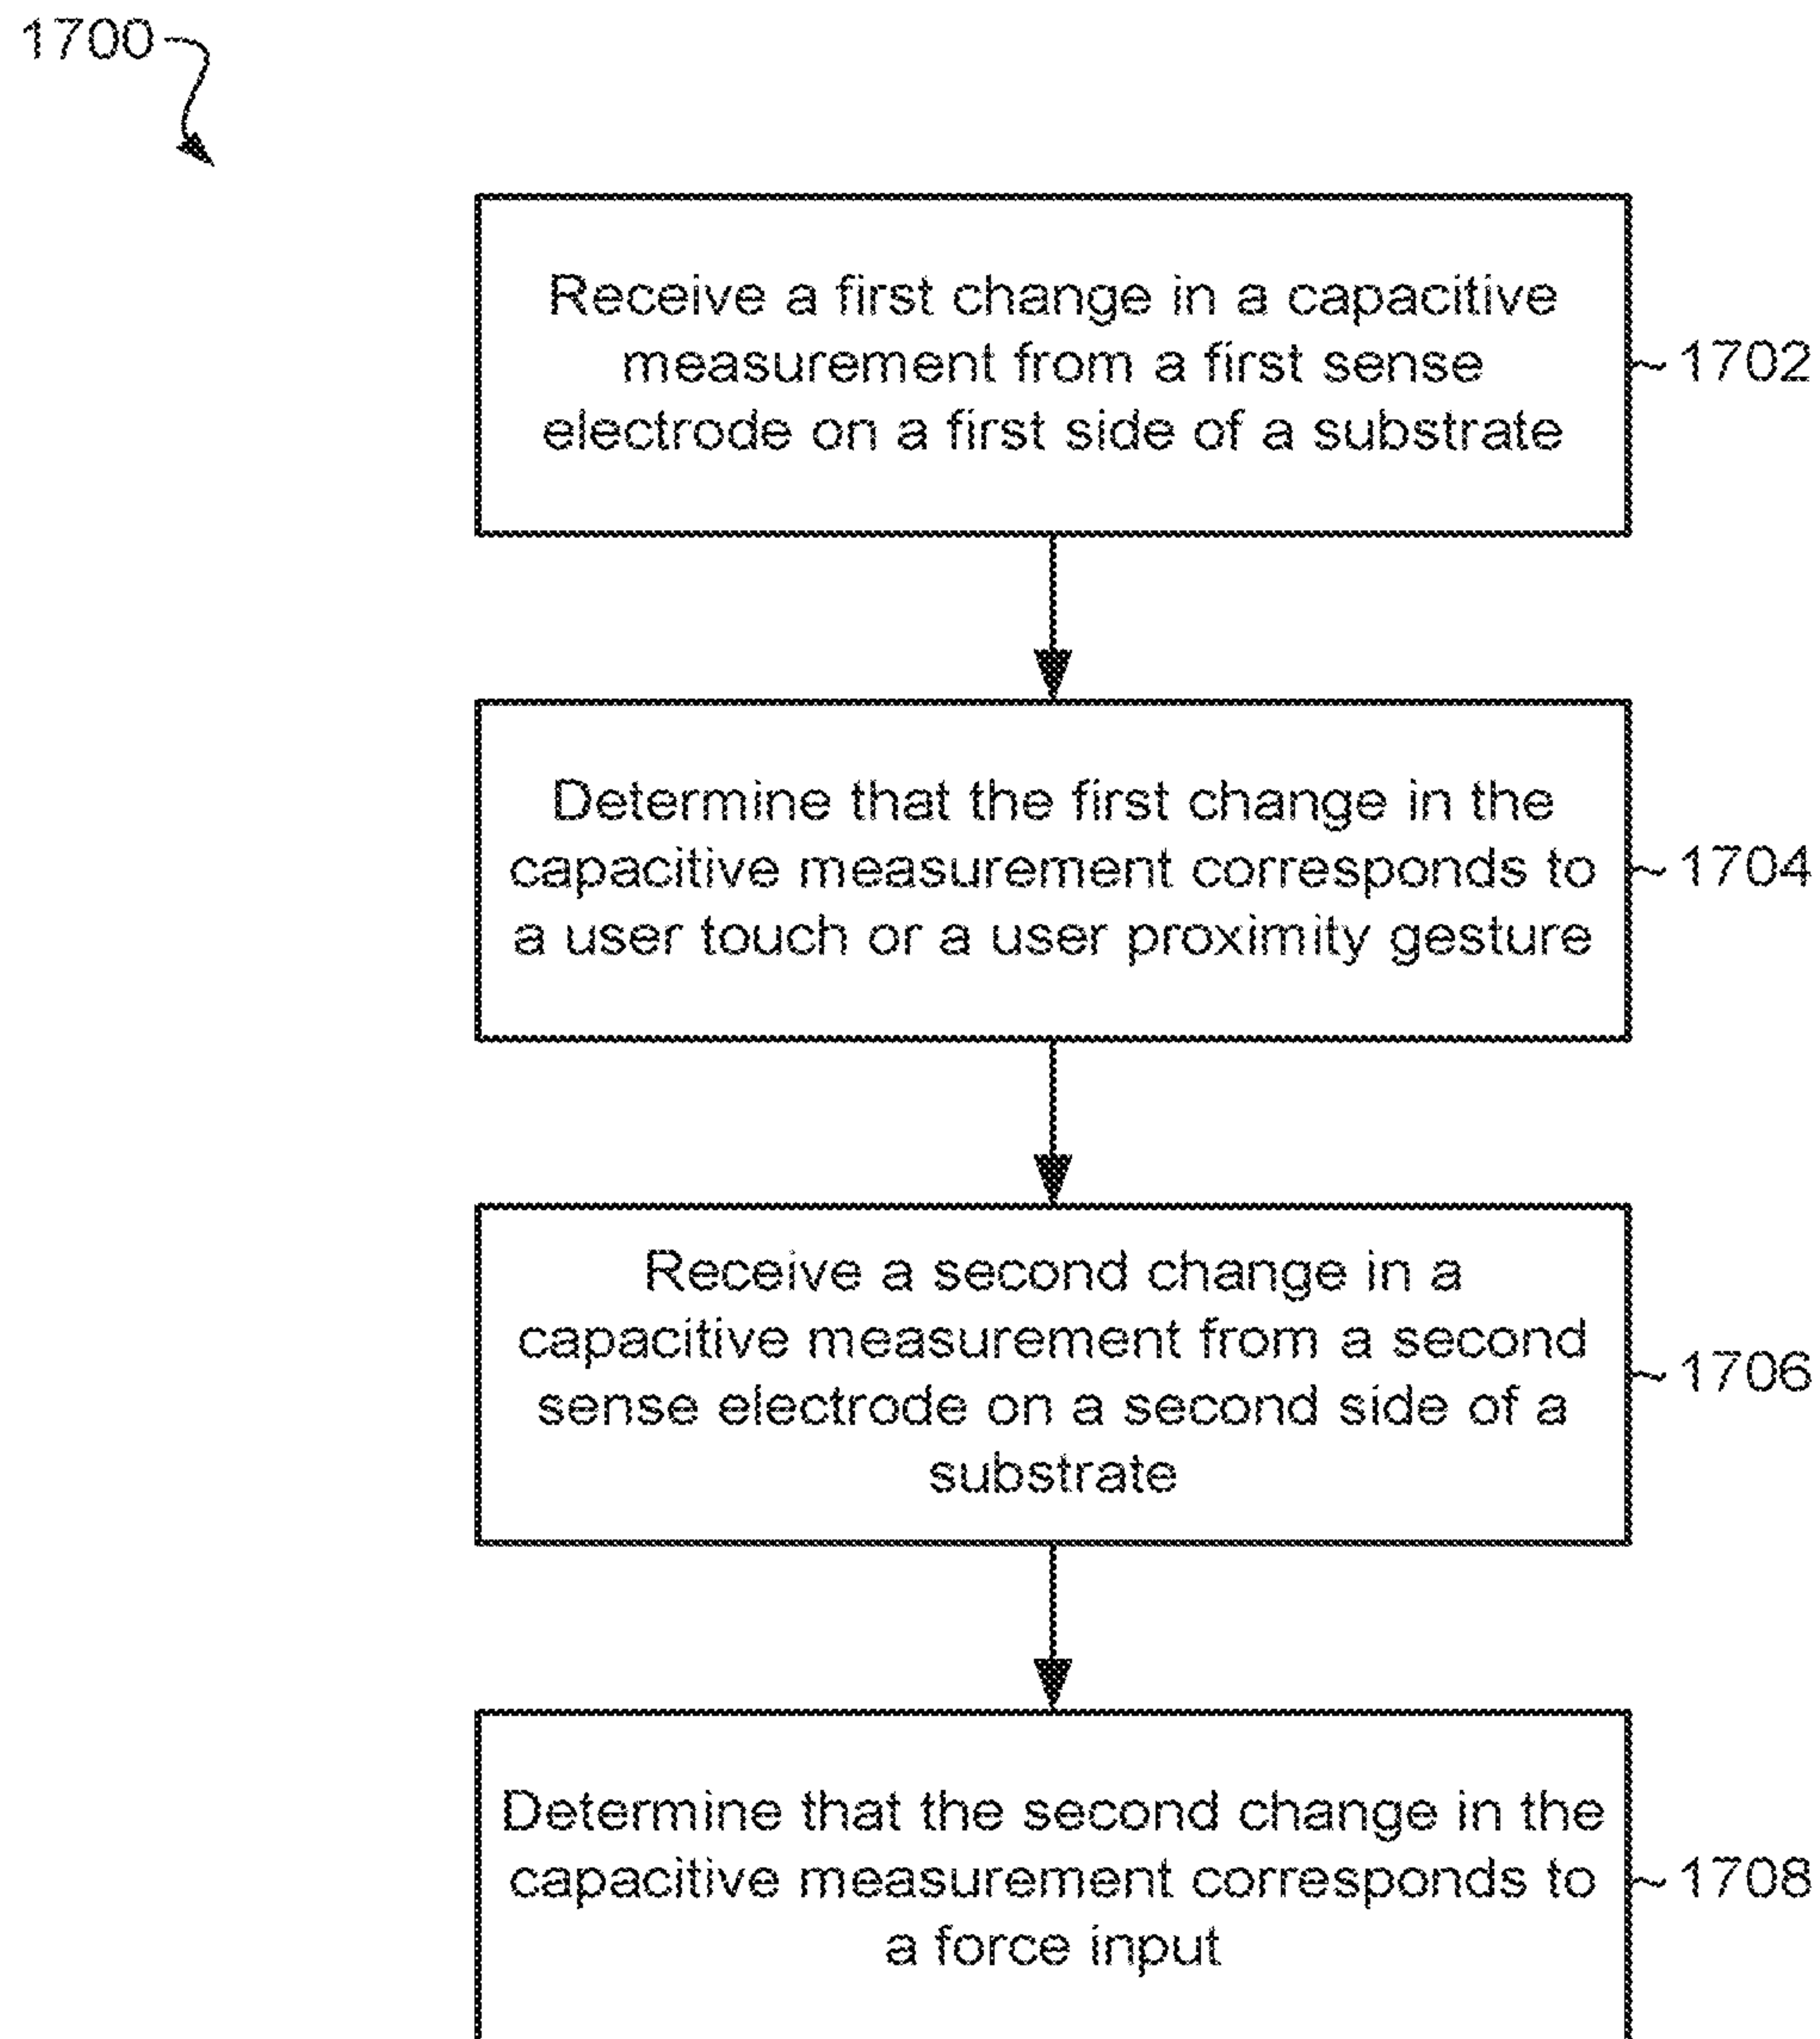 1700
Receive a first change in a capacitive
measurement from a first sense
electrode on a first side of a substrate
1702
Determine that the first change in the
capacitive measurement corresponds to
a user touch or a user proximity gesture
1704
Receive a second change in a
capacitive measurement from a second
sense electrode on a second side of a
substrate
1706
Determine that the second change in the
capacitive measurement corresponds to
a force input
1708